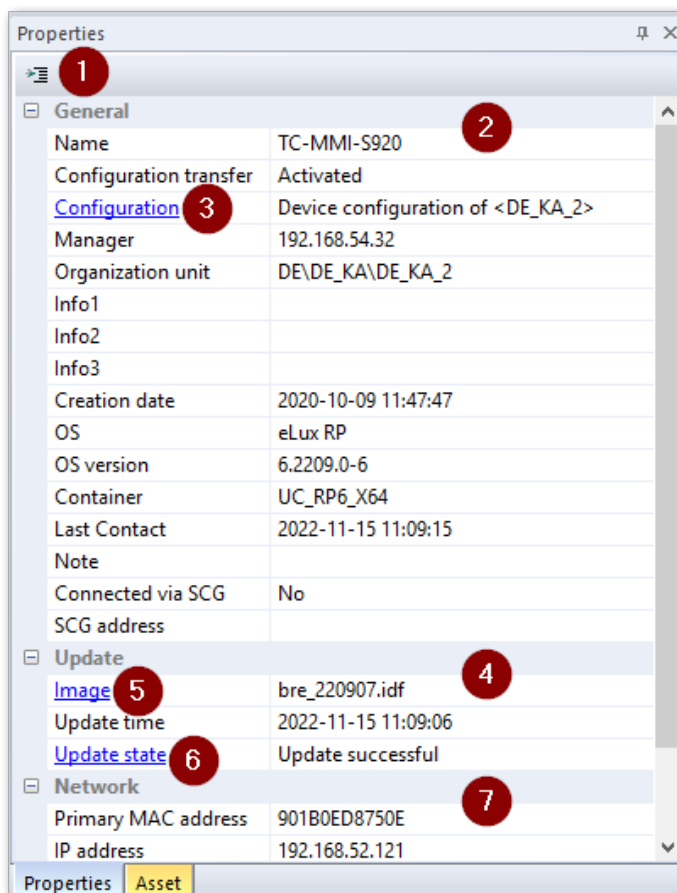 Properties
1
General
2
Name TC-MMI-S920
Configuration transfer Activated
Configuration 3 Device configuration of <DE_KA_2>
Manager 192.168.54.32
Organization unit DE\DE_KA\DE_KA_2
Info1
Info2
Info3
Creation date 2020-10-09 11:47:47
OS eLux RP
OS version 6.2209.0-6
Container UC_RP6_X64
Last Contact 2022-11-15 11:09:15
Note
Connected via SCG No
SCG address
Update
4
Image 5 bre_220907.idf
Update time 2022-11-15 11:09:06
Update state 6 Update successful
Network
7
Primary MAC address 901B0ED8750E
IP address 192.168.52.121
Properties Asset